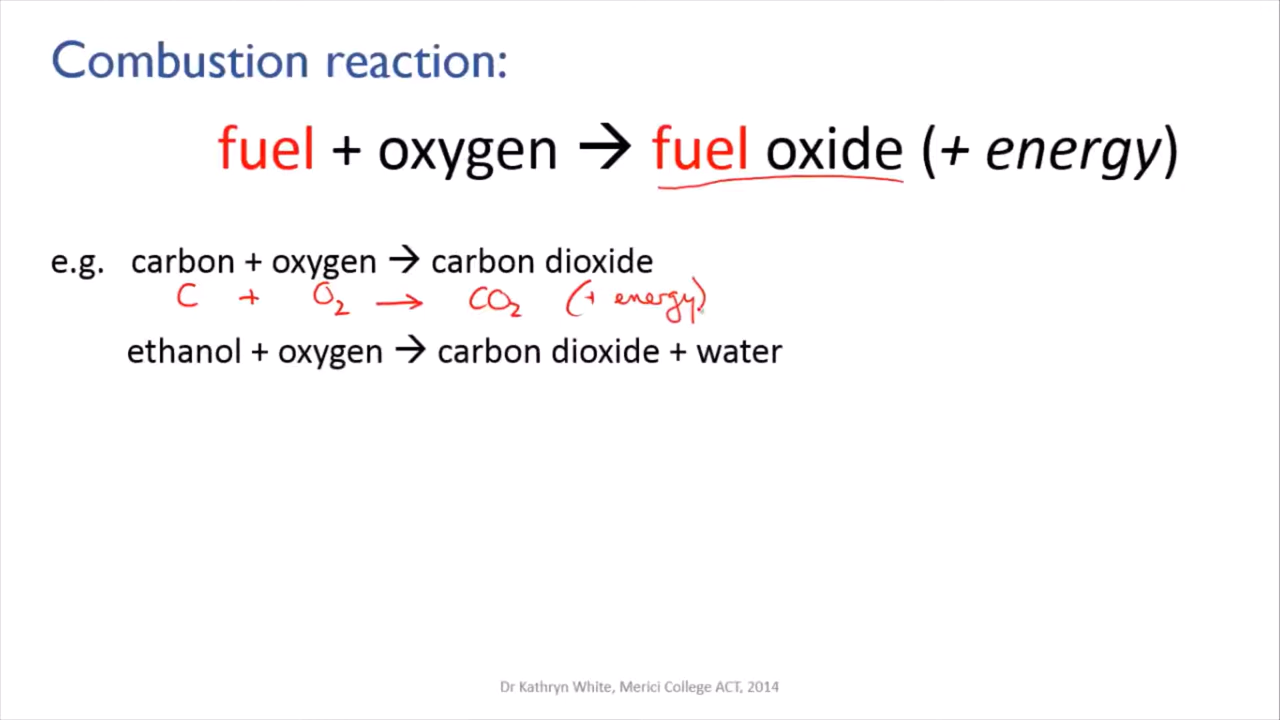 Combustion reaction:
fuel + oxygen → fuel oxide (+ energy)
e.g. carbon + oxygen → carbon dioxide
C + O₂ → CO₂ (+ energy)
ethanol + oxygen → carbon dioxide + water
Dr Kathryn White, Merici College ACT, 2014